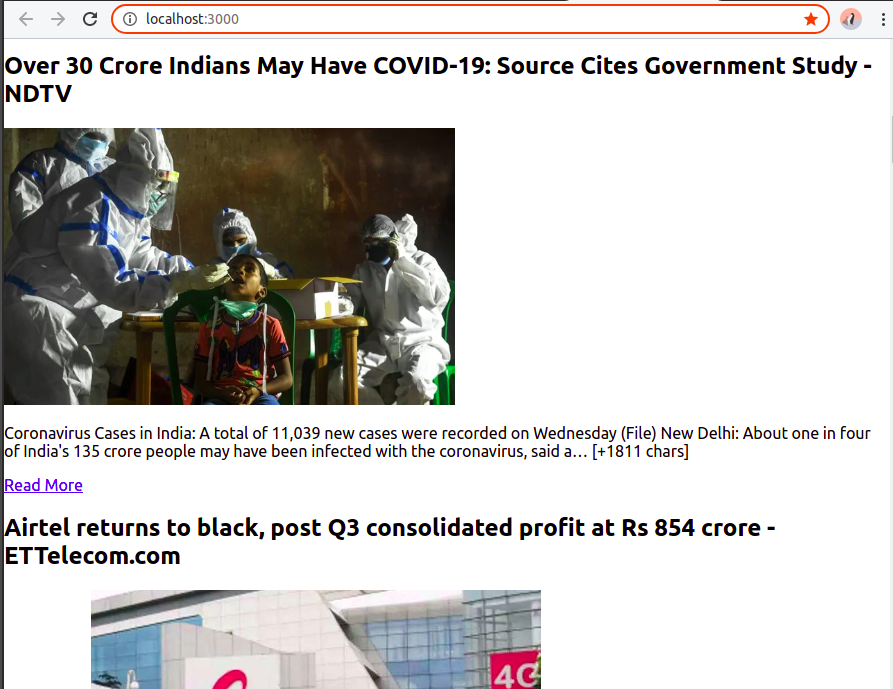 localhost:3000
Over 30 Crore Indians May Have COVID-19: Source Cites Government Study -
NDTV
Coronavirus Cases in India: A total of 11,039 new cases were recorded on Wednesday (File) New Delhi: About one in four
of India's 135 crore people may have been infected with the coronavirus, said a… [+1811 chars]
Read More
Airtel returns to black, post Q3 consolidated profit at Rs 854 crore -
ETTelecom.com
4G